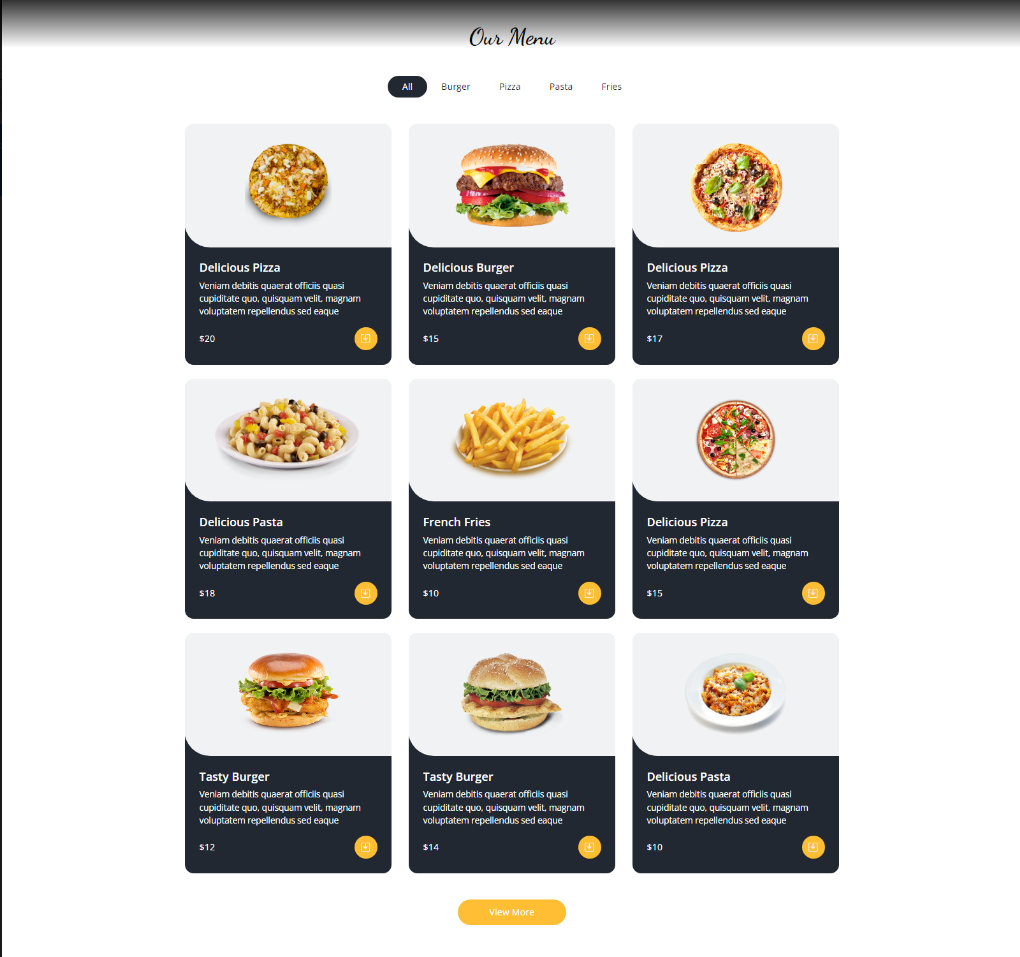 Our Menu
All Burger Pizza Pasta Fries
Delicious Pizza
Veniam debitis quaerat officiis quasi
cupiditate quo, quisquam velit, magnam
voluptatem repellendus sed eaque
$20
Delicious Burger
Veniam debitis quaerat officiis quasi
cupiditate quo, quisquam velit, magnam
voluptatem repellendus sed eaque
$15
Delicious Pizza
Veniam debitis quaerat officiis quasi
cupiditate quo, quisquam velit, magnam
voluptatem repellendus sed eaque
$17
Delicious Pasta
Veniam debitis quaerat officiis quasi
cupiditate quo, quisquam velit, magnam
voluptatem repellendus sed eaque
$18
French Fries
Veniam debitis quaerat officiis quasi
cupiditate quo, quisquam velit, magnam
voluptatem repellendus sed eaque
$10
Delicious Pizza
Veniam debitis quaerat officiis quasi
cupiditate quo, quisquam velit, magnam
voluptatem repellendus sed eaque
$15
Tasty Burger
Veniam debitis quaerat officiis quasi
cupiditate quo, quisquam velit, magnam
voluptatem repellendus sed eaque
$12
Tasty Burger
Veniam debitis quaerat officiis quasi
cupiditate quo, quisquam velit, magnam
voluptatem repellendus sed eaque
$14
Delicious Pasta
Veniam debitis quaerat officiis quasi
cupiditate quo, quisquam velit, magnam
voluptatem repellendus sed eaque
$10
View More